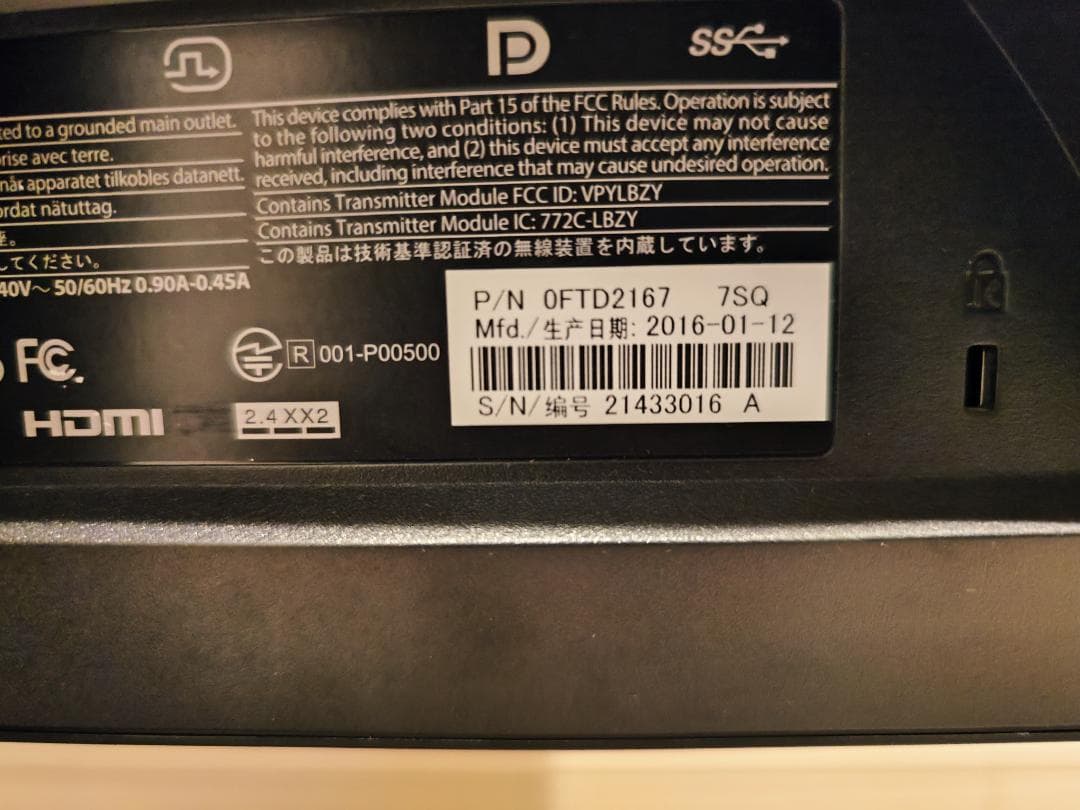 ted to a grounded main outlet.
rise avec terre.
når apparatet tilkobles datanett.
ordat nätuttag.
座。
してください。
40V～ 50/60Hz 0.90A-0.45A
SS
This device complies with Part 15 of the FCC Rules. Operation is subject
to the following two conditions: (1) This device may not cause
harmful interference, and (2) this device must accept any interference
received, including interference that may cause undesired operation.
Contains Transmitter Module FCC ID: VPYLBZY
Contains Transmitter Module IC: 772C-LBZY
この製品は技術基準認証済の無線装置を内蔵しています。
FC
R 001-P00500
HDMI
2.4 XX2
P/N 0FTD2167 7SQ
Mfd./生产日期: 2016-01-12
S/N/编号 21433016 A